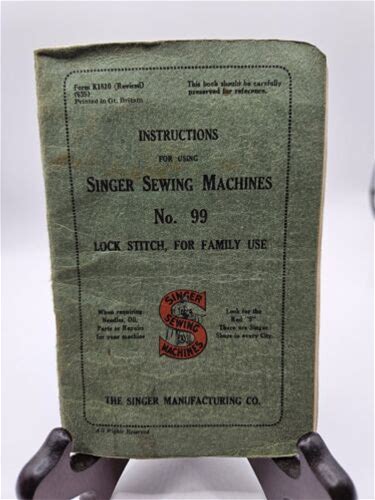 Form K1810 (Revised)
(635)
Printed in Gt. Britain
This book should be carefully
preserved for reference.
INSTRUCTIONS
FOR USING
SINGER SEWING MACHINES
No. 99
LOCK STITCH, FOR FAMILY USE
When requiring
Needles, Oil,
Parts or Repairs
for your machine
SINGER
SEWING
MACHINES
Look for the
Red "S"
There are Singer
Shops in every City.
THE SINGER MANUFACTURING CO.
All Rights Reserved